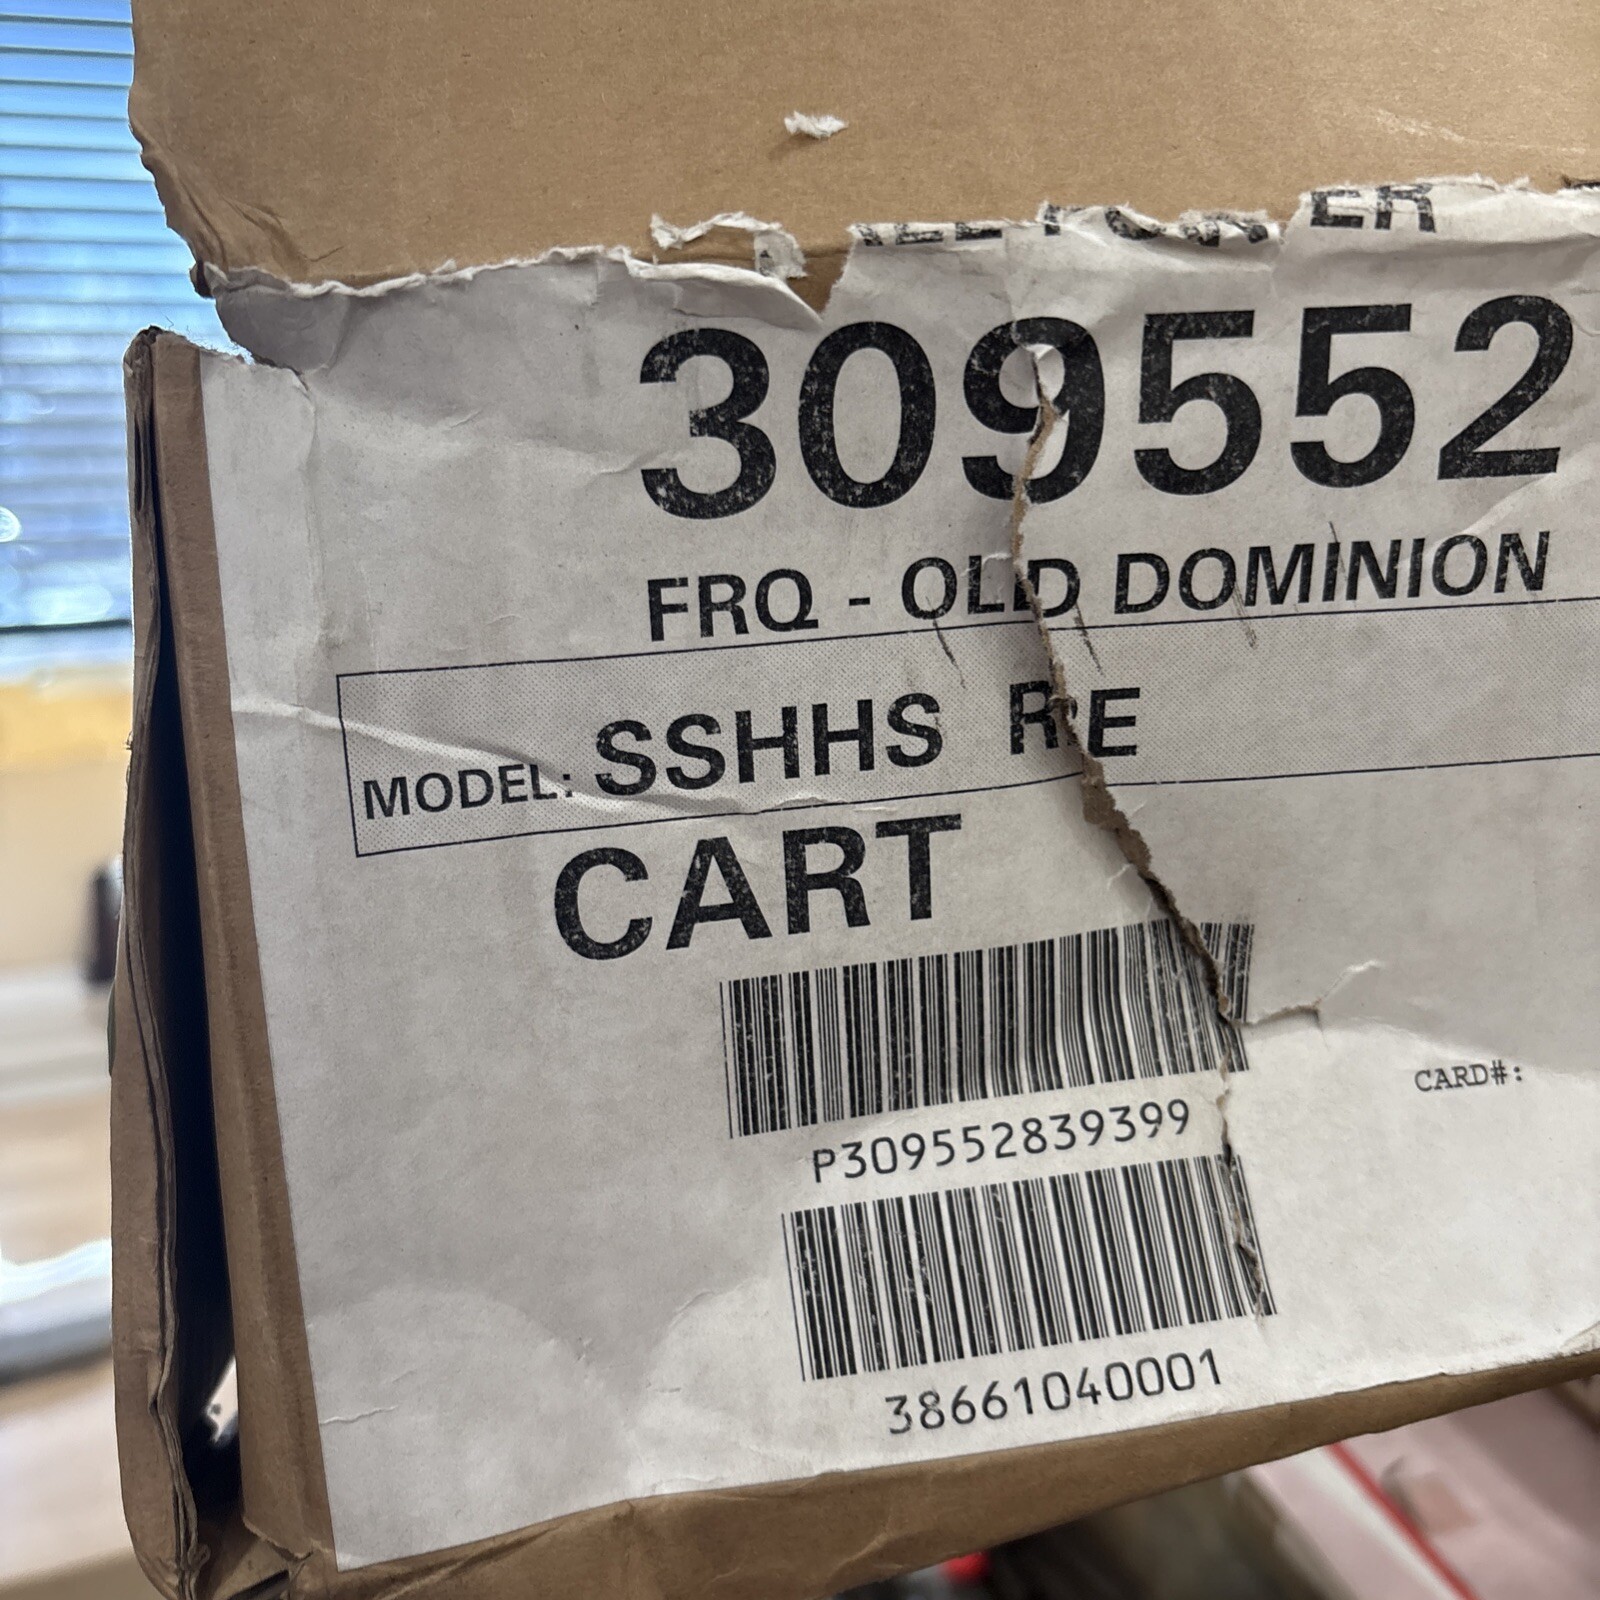 309552
FRQ - OLD DOMINION
MODEL: SSHHS
CART
P309552839399
CARD#:
38661040001